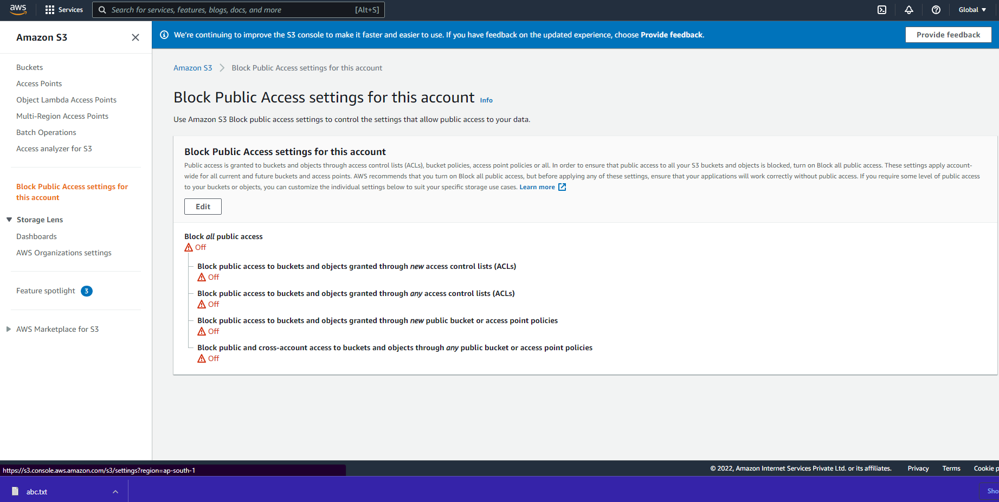 aws
Services
Search for services, features, blogs, docs, and more
[Alt+S]
Global
Amazon S3
Buckets
Access Points
Object Lambda Access Points
Multi-Region Access Points
Batch Operations
Access analyzer for S3
Block Public Access settings for
this account
Storage Lens
Dashboards
AWS Organizations settings
Feature spotlight 3
AWS Marketplace for S3
We're continuing to improve the S3 console to make it faster and easier to use. If you have feedback on the updated experience, choose Provide feedback.
Provide feedback
Amazon S3 > Block Public Access settings for this account
Block Public Access settings for this account Info
Use Amazon S3 Block public access settings to control the settings that allow public access to your data.
Block Public Access settings for this account
Public access is granted to buckets and objects through access control lists (ACLs), bucket policies, access point policies or all. In order to ensure that public access to all your S3 buckets and objects is blocked, turn on Block all public access. These settings apply account-
wide for all current and future buckets and access points. AWS recommends that you turn on Block all public access, but before applying any of these settings, ensure that your applications will work correctly without public access. If you require some level of public access
to your buckets or objects, you can customize the individual settings below to suit your specific storage use cases. Learn more
Edit
Block all public access
Off
Block public access to buckets and objects granted through new access control lists (ACLs)
Off
Block public access to buckets and objects granted through any access control lists (ACLs)
Off
Block public access to buckets and objects granted through new public bucket or access point policies
Off
Block public and cross-account access to buckets and objects through any public bucket or access point policies
Off
https://s3.console.aws.amazon.com/s3/settings?region=ap-south-1
© 2022, Amazon Internet Services Private Ltd. or its affiliates.
Privacy
Terms
Cookie p
abc.txt
Sho